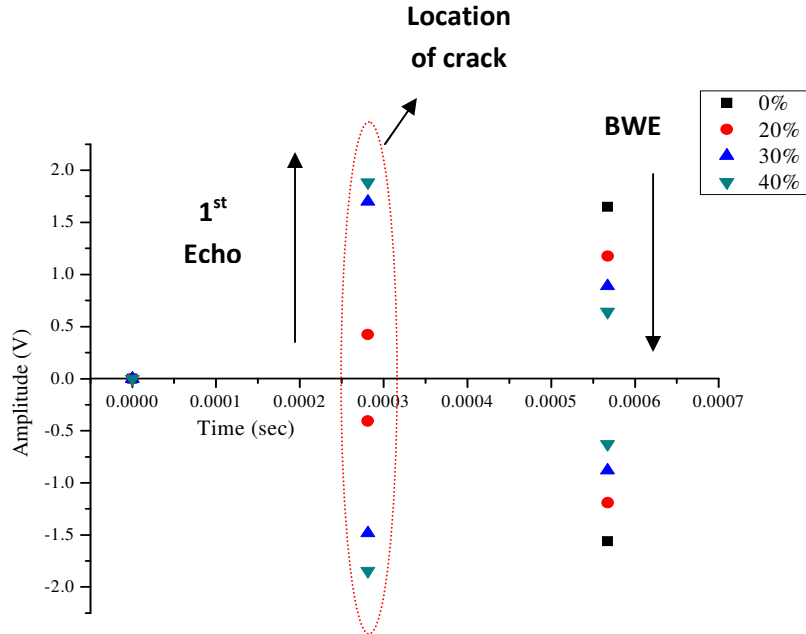 Location
of crack
0%
20%
30%
40%
BWE
1st
Echo
2.0
1.5
1.0
0.5
0.0
-0.5
-1.0
-1.5
-2.0
0.0000 0.0001 0.0002 0.0003 0.0004 0.0005 0.0006 0.0007
Time (sec)
Amplitude (V)